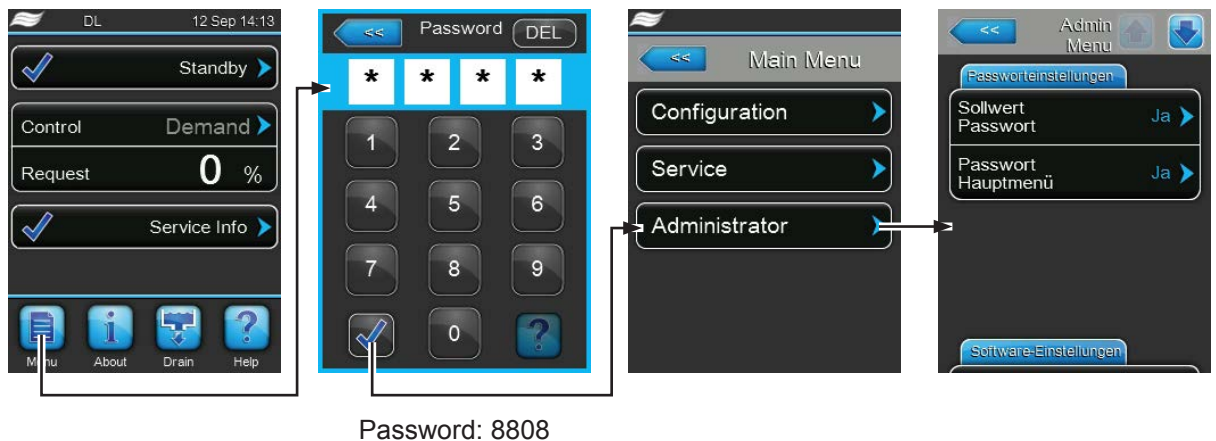 DL 12 Sep 14:13
Standby
Control Demand
Request 0 %
Service Info
Menu About Drain Help
<< Password DEL
* * * *
1 2 3
4 5 6
7 8 9
0 ?
Password: 8808
<< Main Menu
Configuration
Service
Administrator
<< Admin
Menu
Passworteinstellungen
Sollwert
Passwort Ja
Passwort
Hauptmenü Ja
Software-Einstellungen